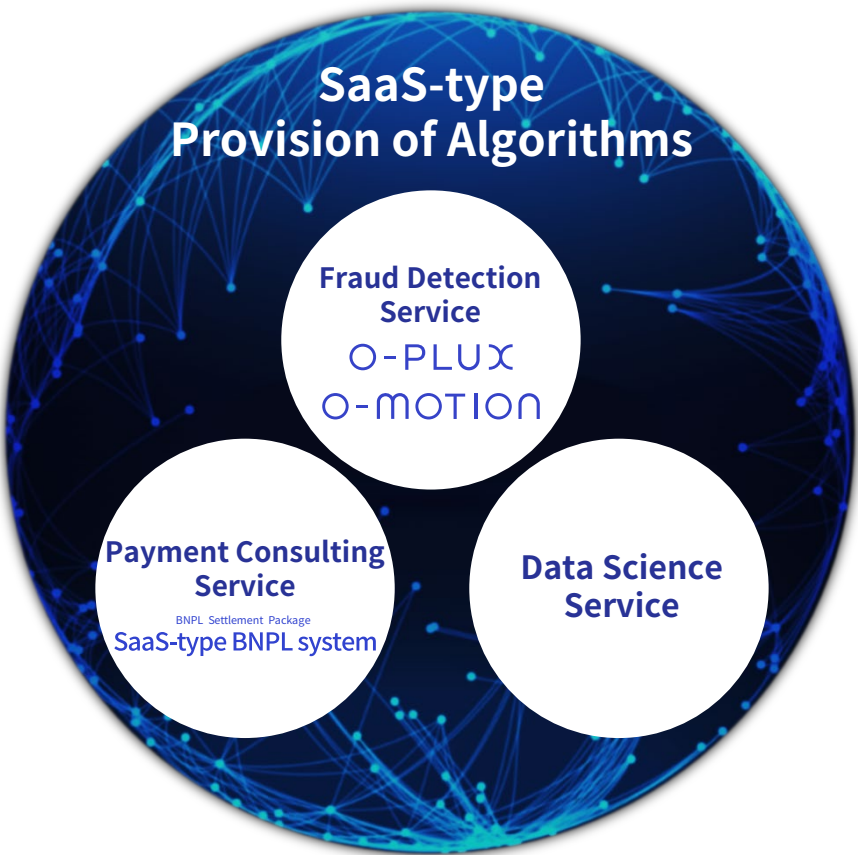 SaaS-type
Provision of Algorithms
Fraud Detection
Service
O-PLUX
O-MOTION
Payment Consulting
Service
BNPL Settlement Package
SaaS-type BNPL system
Data Science
Service